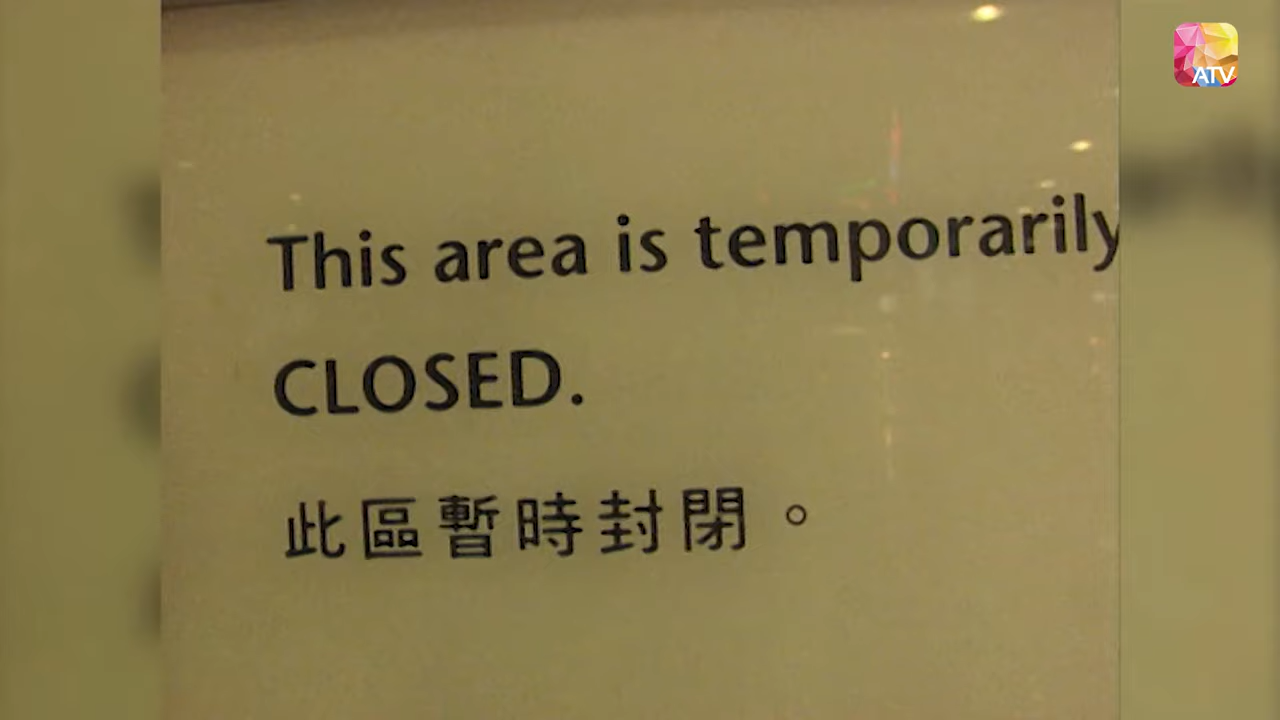 ATV
This area is temporarily
CLOSED.
此區暫時封閉。